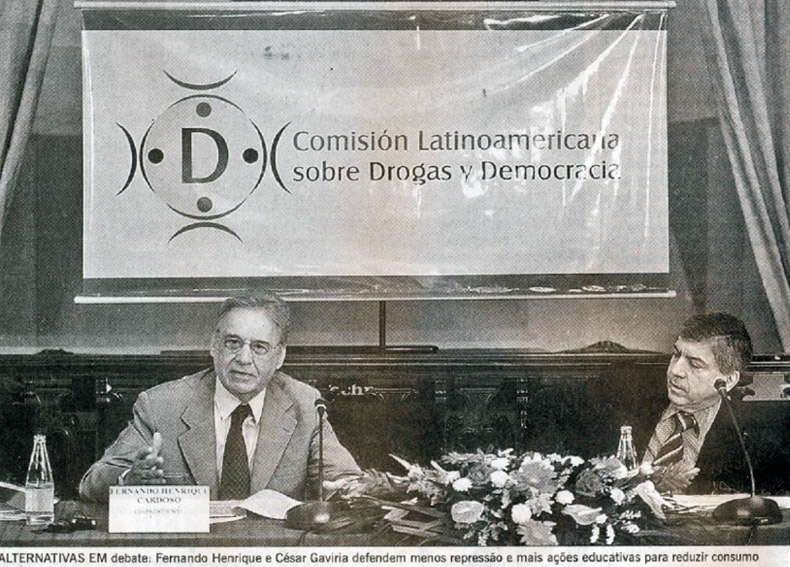 D
Comisión Latinoamericana
sobre Drogas y Democracia
FERNANDO HENRIQUE
CARDOSO
ALTERNATIVAS EM debate: Fernando Henrique e César Gaviria defendem menos repressão e mais ações educativas para reduzir consumo